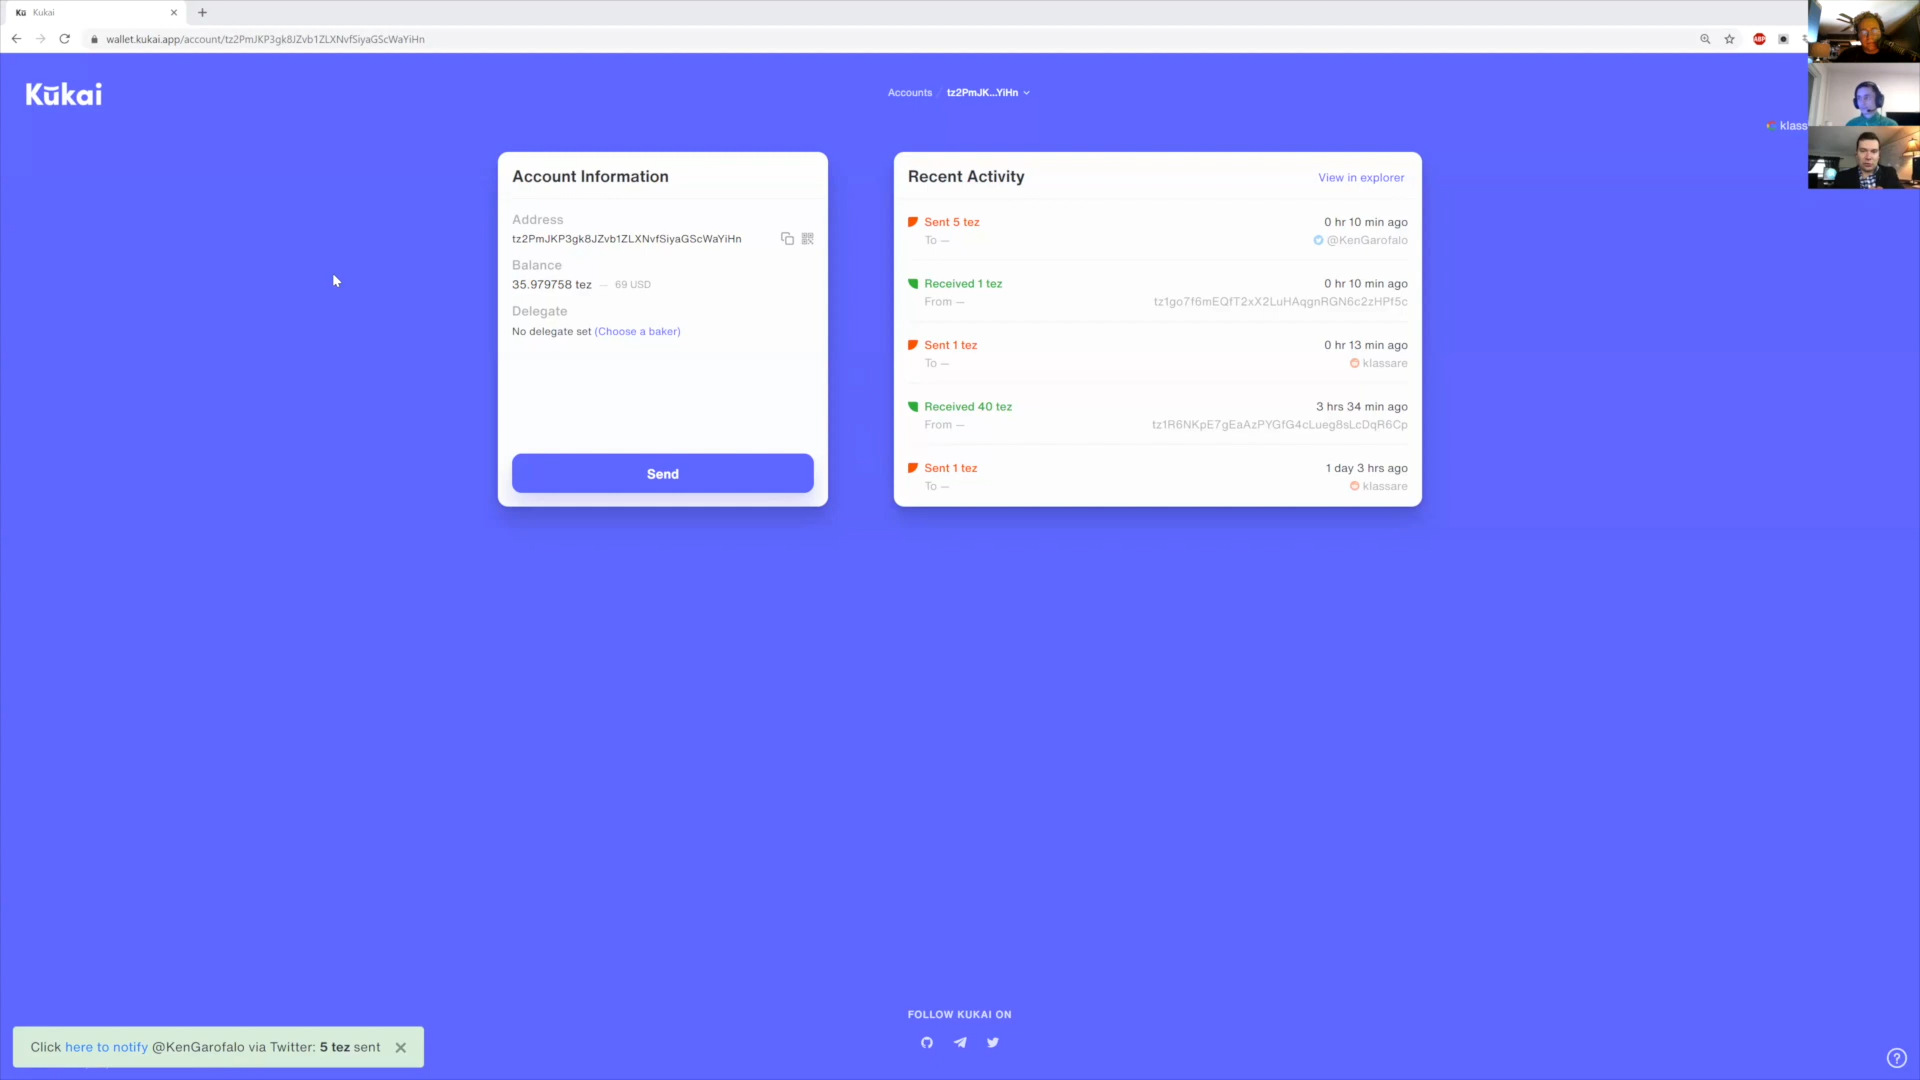 Kū Kukai
wallet.kukai.app/account/tz2PmJKP3gk8JZvb1ZLXNvfSiyaGScWaYiHn
ABP
Kūkai
Accounts / tz2PmJK...YiHn
klass
Account Information
Address
tz2PmJKP3gk8JZvb1ZLXNvfSiyaGScWaYiHn
Balance
35.979758 tez — 69 USD
Delegate
No delegate set (Choose a baker)
Send
Recent Activity
View in explorer
Sent 5 tez
0 hr 10 min ago
To —
@KenGarofalo
Received 1 tez
0 hr 10 min ago
From —
tz1go7f6mEQfT2xX2LuHAqgnRGN6c2zHPf5c
Sent 1 tez
0 hr 13 min ago
To —
klassare
Received 40 tez
3 hrs 34 min ago
From —
tz1R6NKpE7gEaAzPYGfG4cLueg8sLcDqR6Cp
Sent 1 tez
1 day 3 hrs ago
To —
klassare
FOLLOW KUKAI ON
Click here to notify @KenGarofalo via Twitter: 5 tez sent